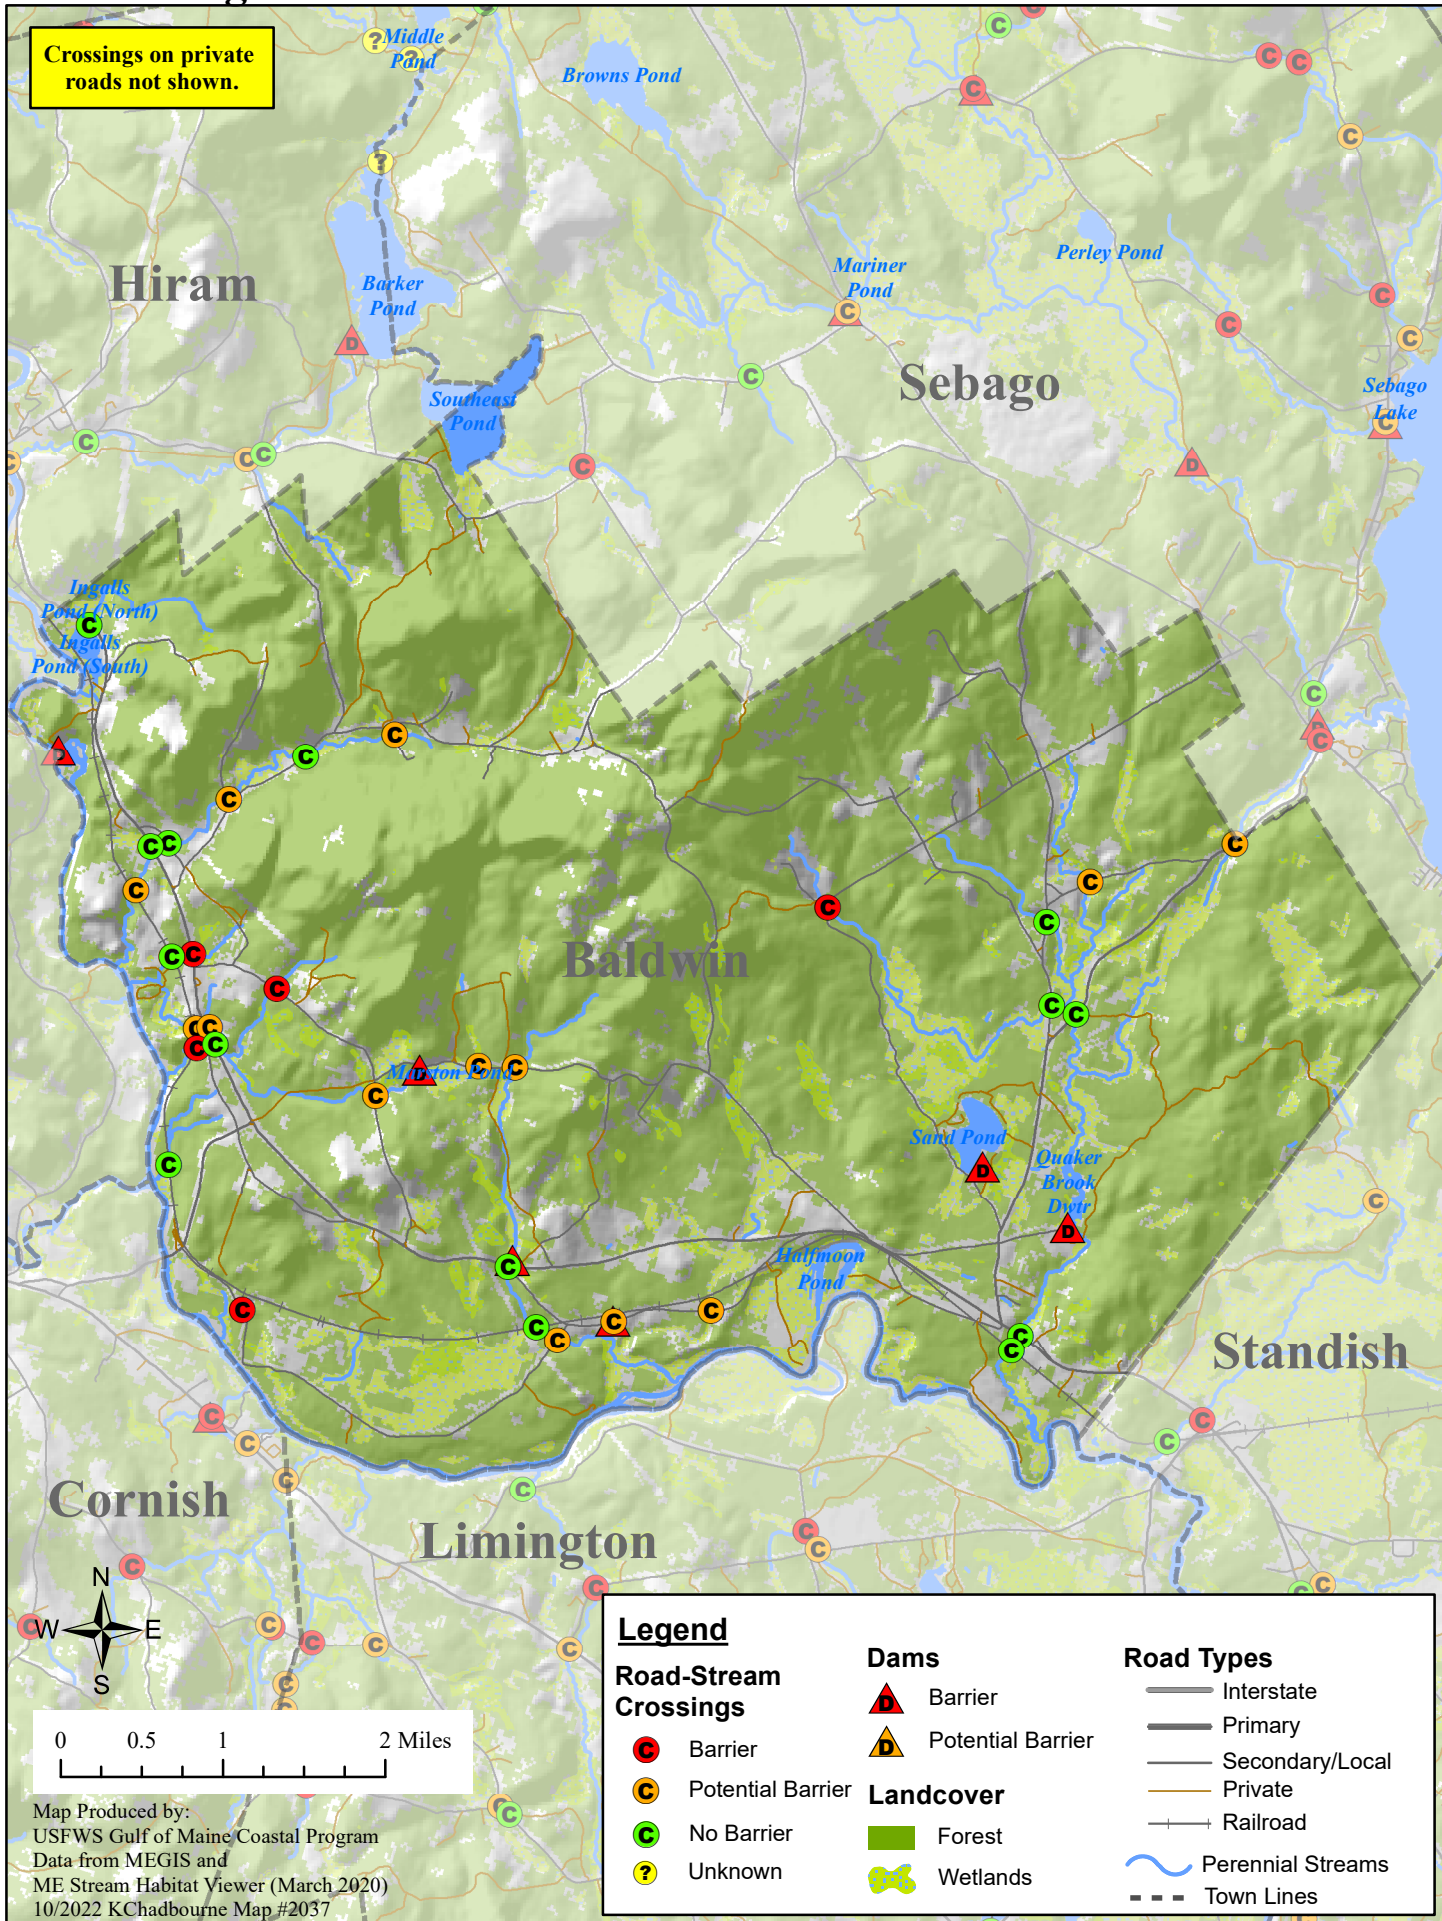 Crossings on private
roads not shown.
Middle
Pond
Browns Pond
Hiram
Barker
Pond
Mariner
Pond
Perley Pond
Sebago
Sebago
Lake
Southeast
Pond
Ingalls
Pond (North)
Ingalls
Pond (South)
Baldwin
Marston Pond
Sand Pond
Quaker
Brook
Dwtr
Halfmoon
Pond
Standish
Cornish
Limington
N
W E
S
0 0.5 1 2 Miles
Map Produced by:
USFWS Gulf of Maine Coastal Program
Data from MEGIS and
ME Stream Habitat Viewer (March 2020)
10/2022 KChadbourne Map #2037
Legend
Road-Stream
Crossings
C Barrier
C Potential Barrier
C No Barrier
? Unknown
Dams
D Barrier
D Potential Barrier
Landcover
Forest
Wetlands
Road Types
Interstate
Primary
Secondary/Local
Private
Railroad
Perennial Streams
Town Lines